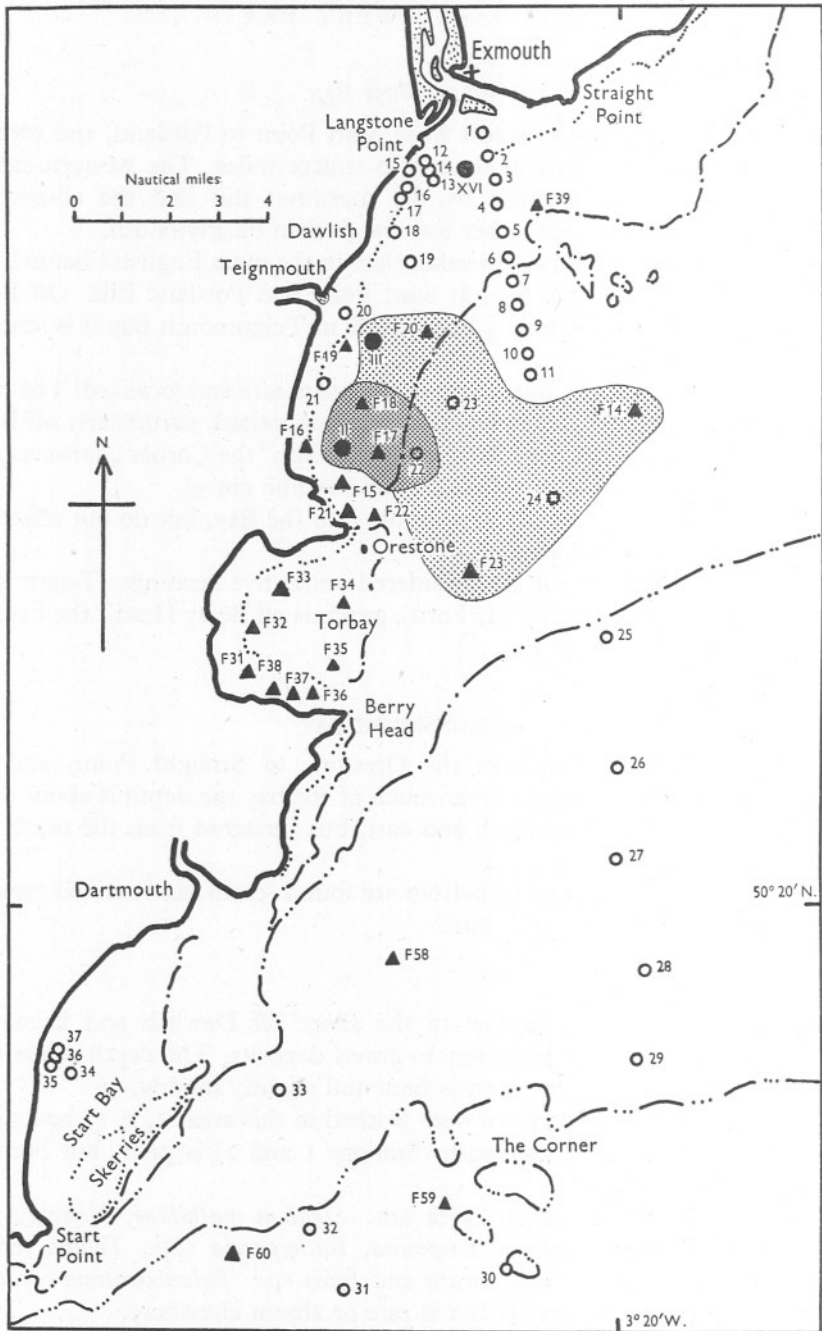 Exmouth
Straight
Point
Langstone
Point
Nautical miles
0 1 2 3 4
1
2
3
4
5
6
7
8
9
10
11
12
13
14
15
16
17
18
19
XVI
F39
Dawlish
Teignmouth
20
F20
F19
III
21
F18
23
F14
F16
II
F17
22
N
F15
24
F21
F22
Orestone
F23
F33
F34
F32
Torbay
25
F35
F31
F38
F37
F36
Berry
Head
26
27
Dartmouth
50° 20' N.
F58
28
37
36
35
34
29
33
Start Bay
Skerries
The Corner
F59
32
Start
Point
F60
30
31
3° 20' W.